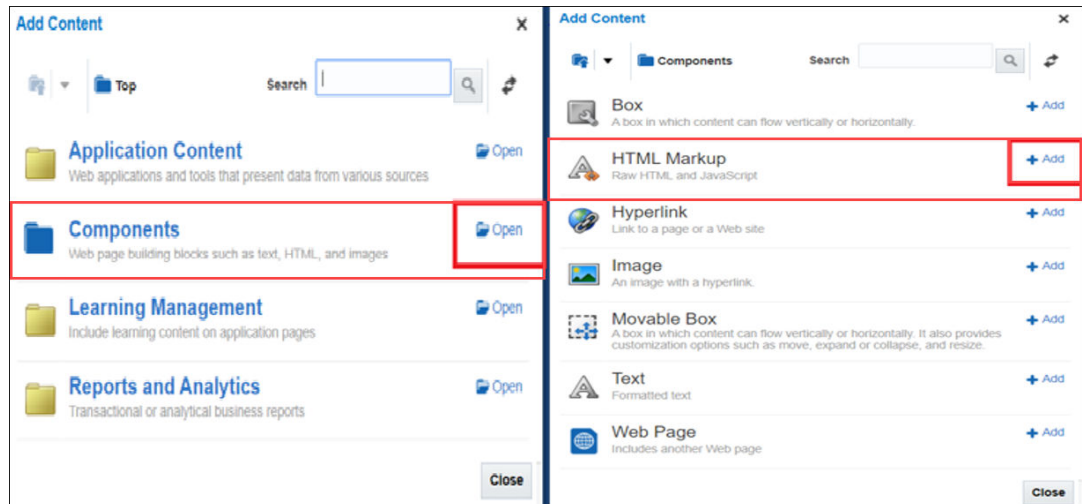 Add Content
x
Top
Search
Application Content
Open
Web applications and tools that present data from various sources
Components
Open
Web page building blocks such as text, HTML, and images
Learning Management
Open
Include learning content on application pages
Reports and Analytics
Open
Transactional or analytical business reports
Close
Add Content
x
Components
Search
Box
+ Add
A box in which content can flow vertically or horizontally.
HTML Markup
+ Add
Raw HTML and JavaScript
Hyperlink
+ Add
Link to a page or a Web site
Image
+ Add
An image with a hyperlink.
Movable Box
+ Add
A box in which content can flow vertically or horizontally. It also provides
customization options such as move, expand or collapse, and resize.
Text
+ Add
Formatted text
Web Page
+ Add
Includes another Web page
Close